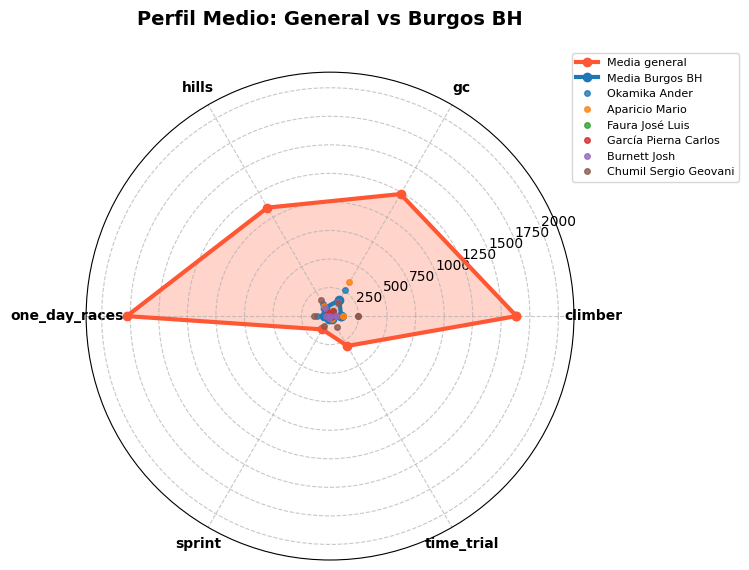 Perfil Medio: General vs Burgos BH
Media general
Media Burgos BH
Okamika Ander
Aparicio Mario
Faura José Luis
García Pierna Carlos
Burnett Josh
Chumil Sergio Geovani
hills
gc
2000
1750
1500
1250
1000
750
500
250
one_day_races
climber
sprint
time_trial